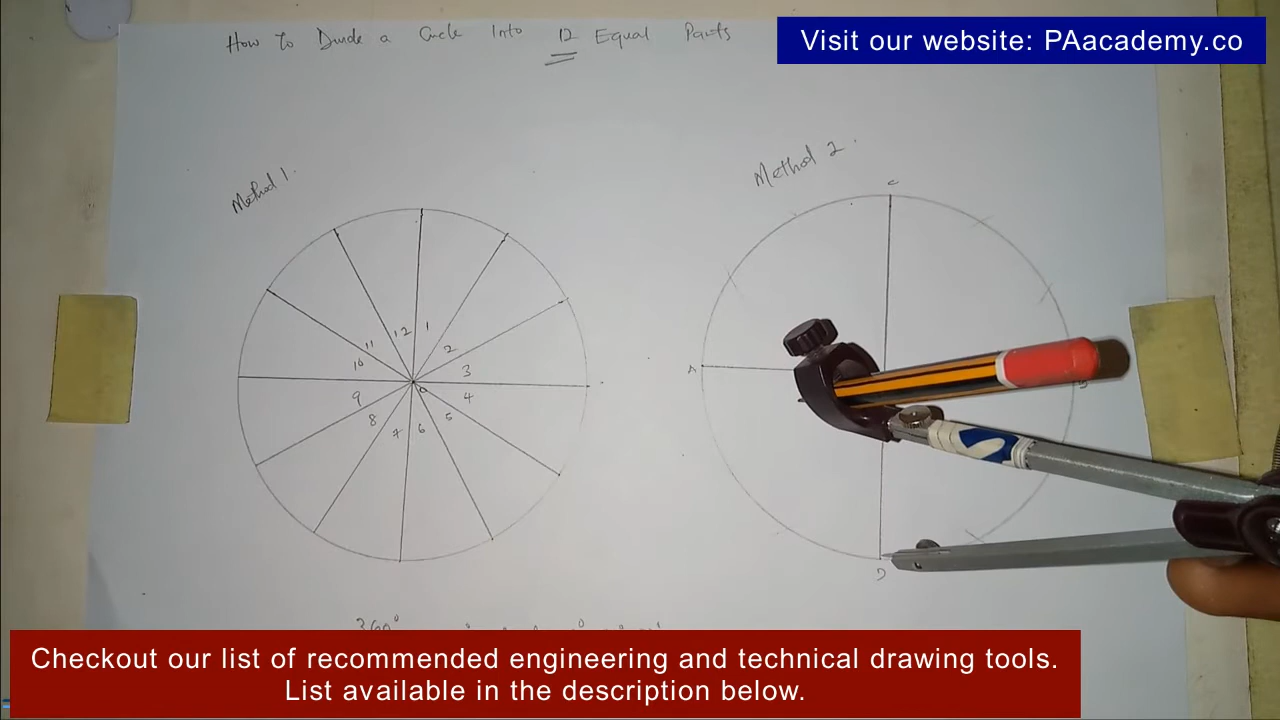 How To Divide a Circle Into 12 Equal Parts
Visit our website: PAacademy.co
Method 1.
Method 2.
C
A
B
D
12 1
11 2
10 3
9 4
8 5
7 6
O
360°
Checkout our list of recommended engineering and technical drawing tools.
List available in the description below.